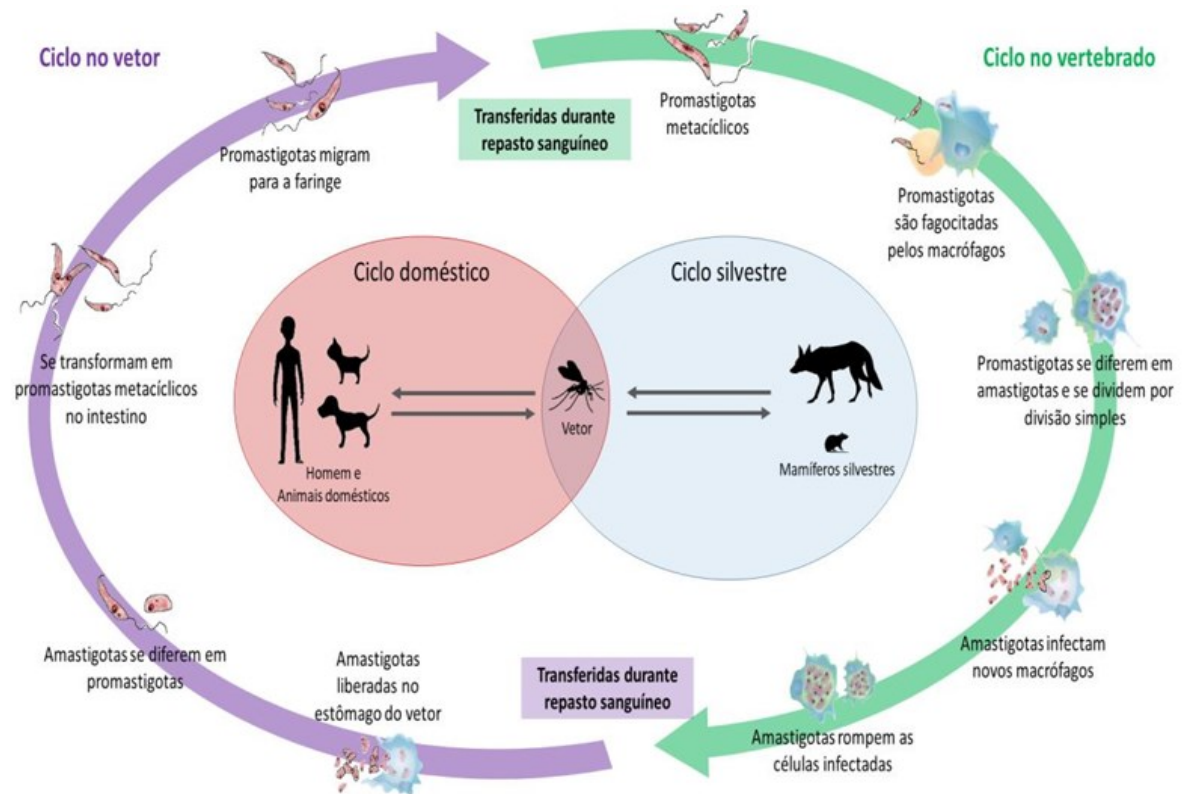 Ciclo no vetor
Ciclo no vertebrado
Promastigotas migram
para a faringe
Transferidas durante
repasto sanguíneo
Promastigotas
metacíclicos
Promastigotas
são fagocitadas
pelos macrófagos
Promastigotas se diferem em
amastigotas e se dividem por
divisão simples
Amastigotas infectam
novos macrófagos
Amastigotas rompem as
células infectadas
Transferidas durante
repasto sanguíneo
Amastigotas
liberadas no
estômago do vetor
Amastigotas se diferem em
promastigotas
Se transformam em
promastigotas metacíclicos
no intestino
Ciclo doméstico
Ciclo silvestre
Homem e
Animais domésticos
Vetor
Mamíferos silvestres